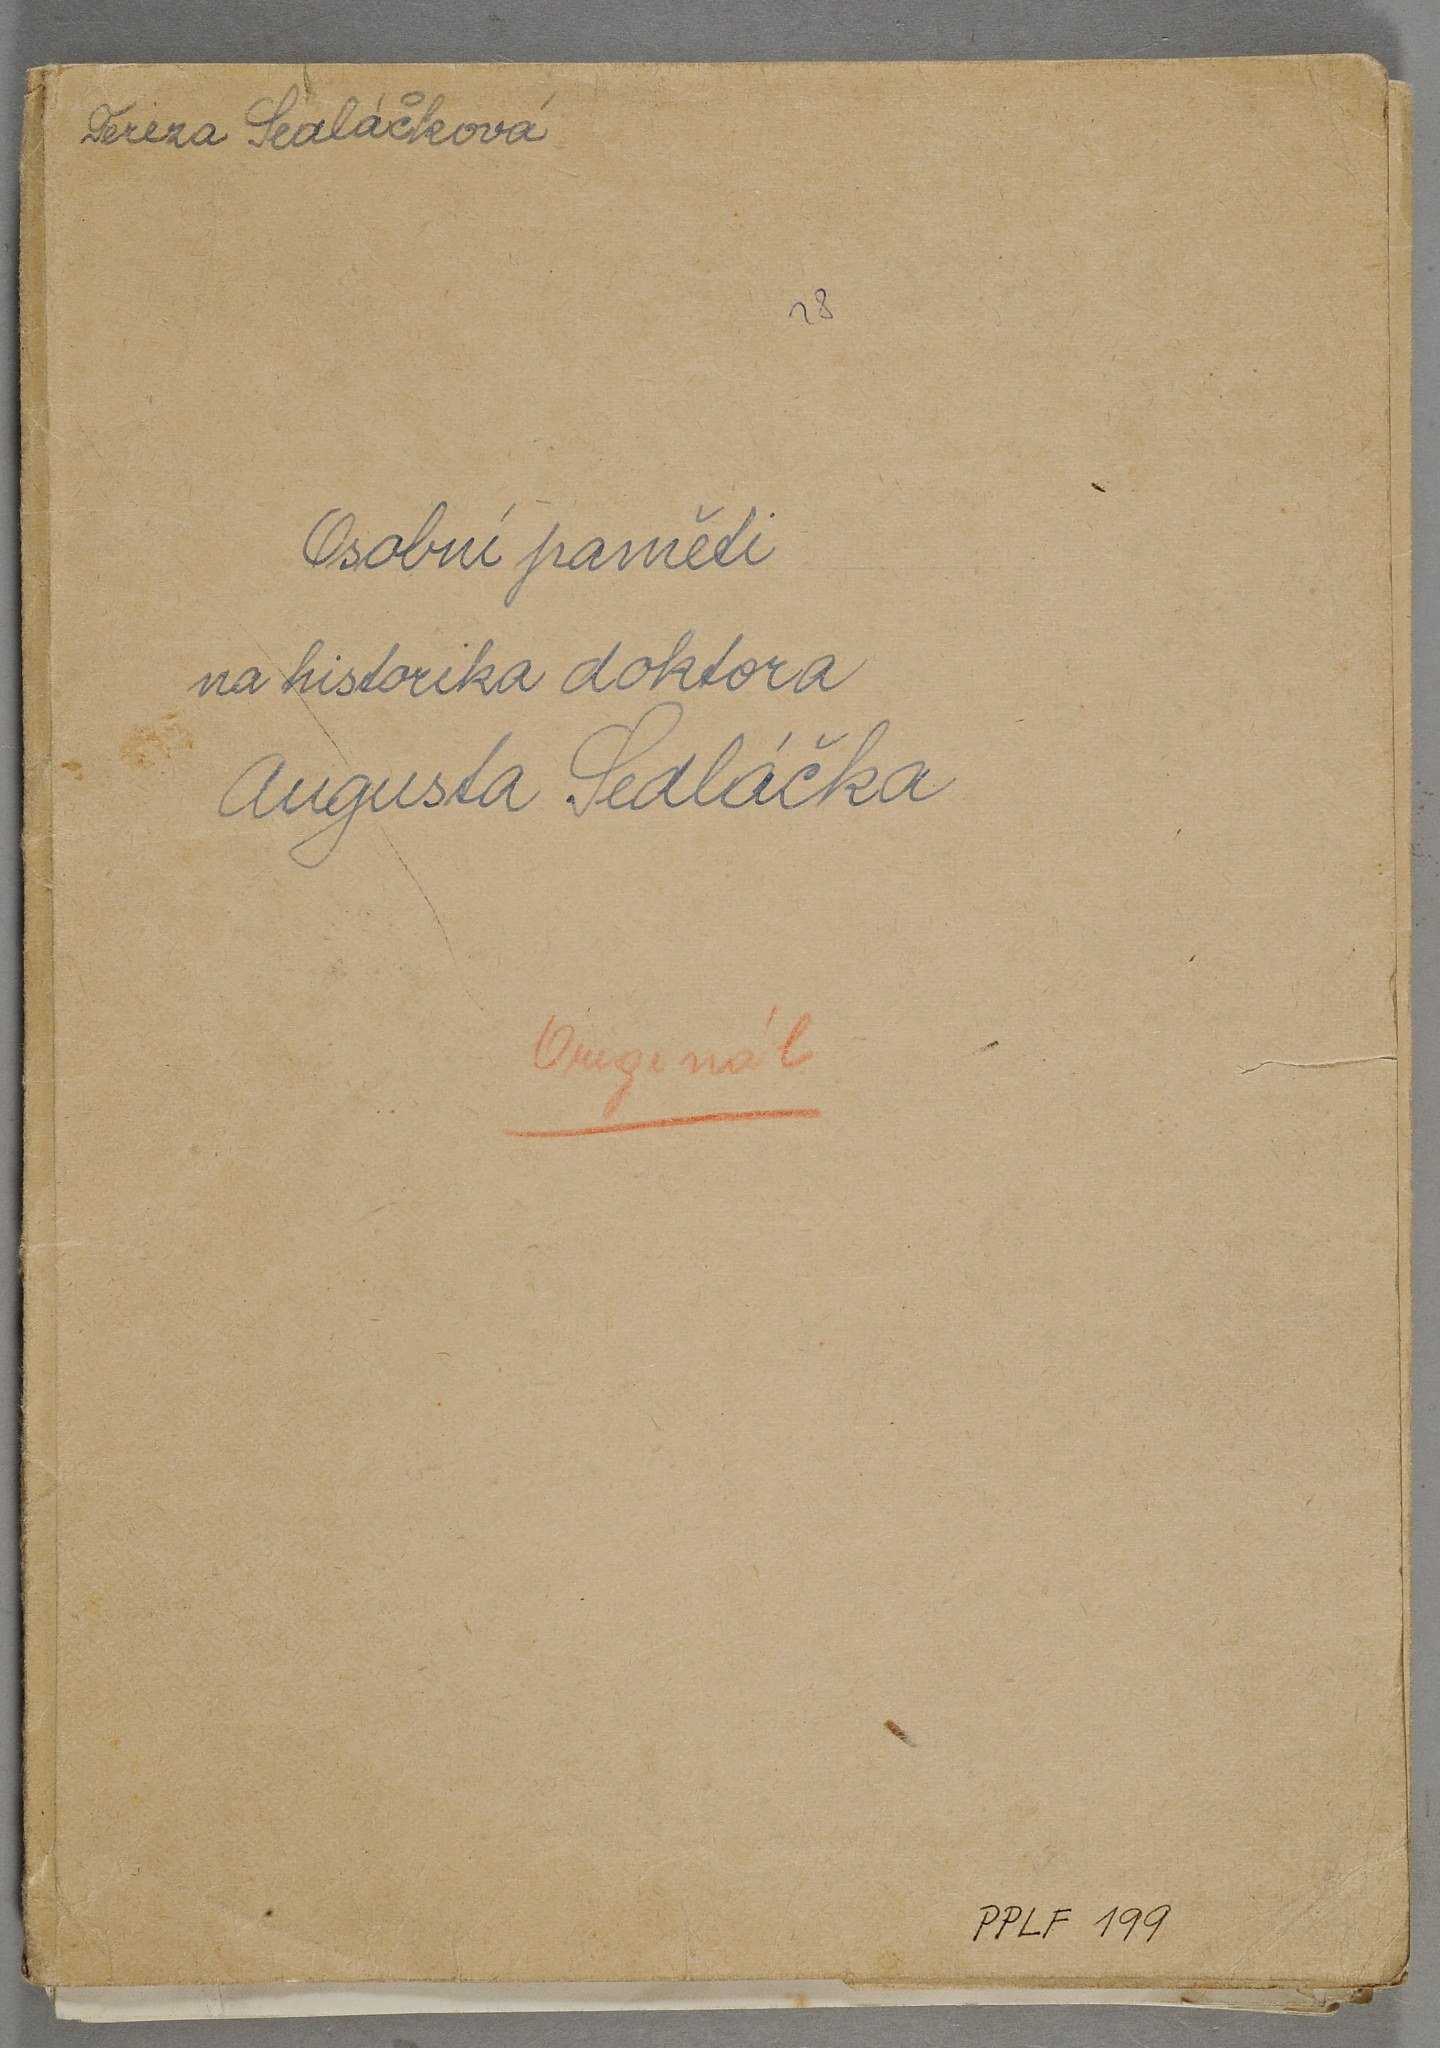 Tereza Sedláčková
28
Osobní paměti
na historika doktora
Augusta Sedláčka
Originál
PPLF 199